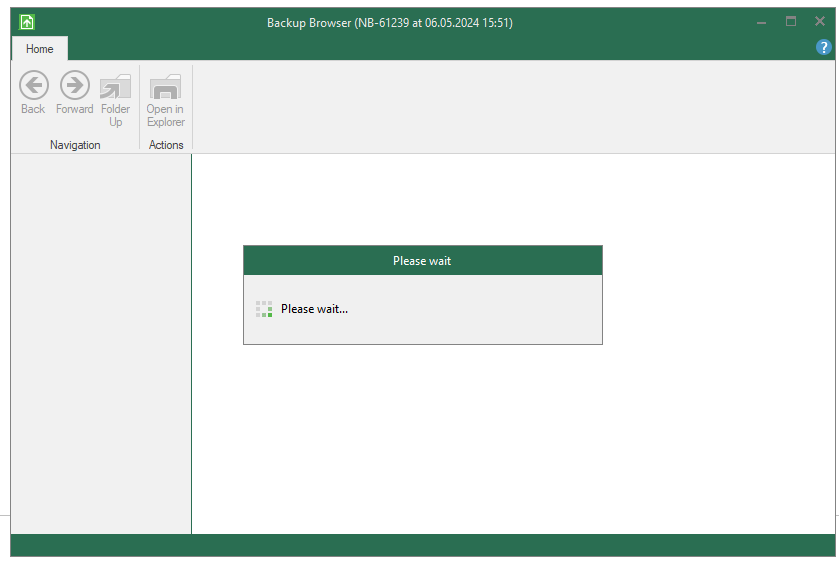 Backup Browser (NB-61239 at 06.05.2024 15:51)
Home
?
Back
Forward
Folder
Up
Open in
Explorer
Navigation
Actions
Please wait
Please wait...